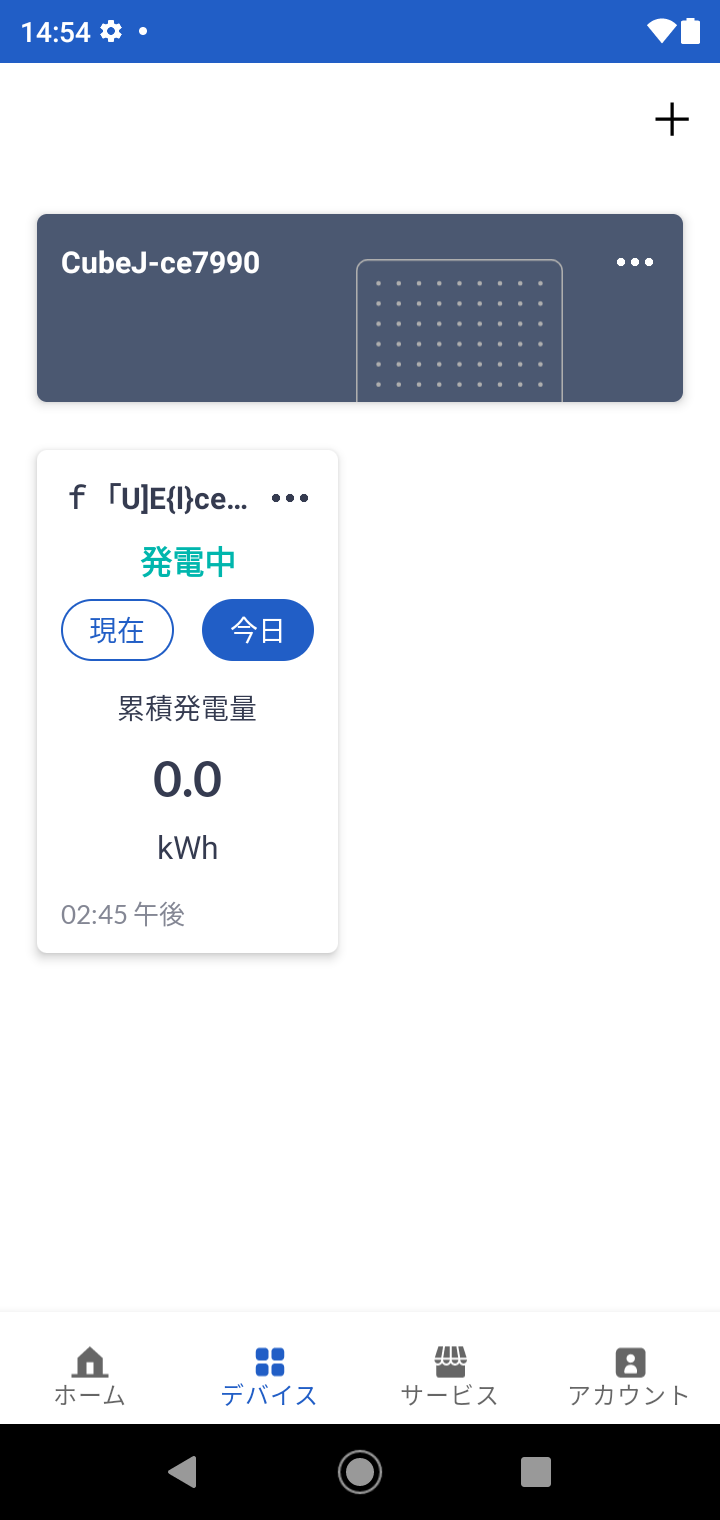 14:54
CubeJ-ce7990
f「U]E{I}ce...
発電中
現在 今日
累積発電量
0.0
kWh
02:45 午後
ホーム デバイス サービス アカウント